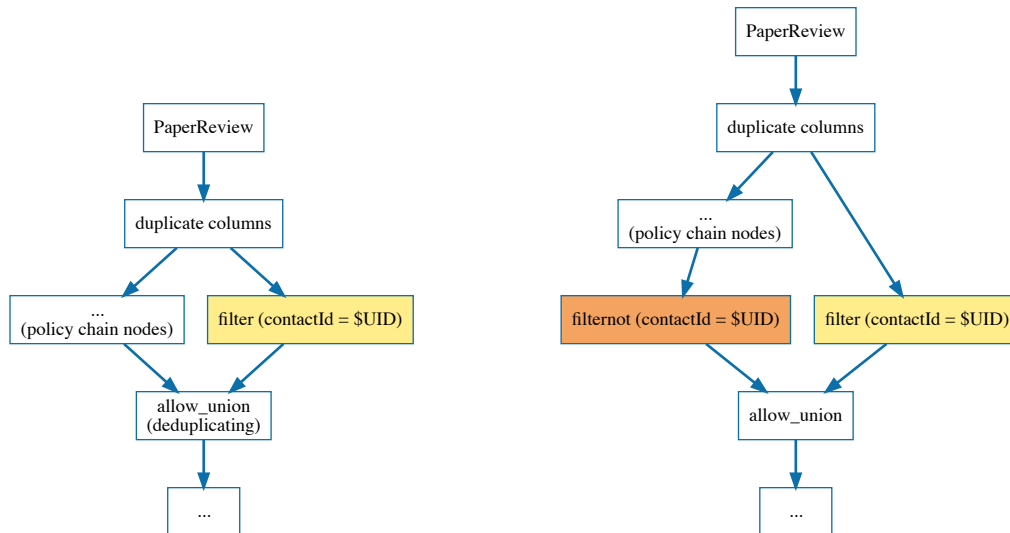 PaperReview
duplicate columns
...
(policy chain nodes)
filter (contactId = $UID)
allow_union
(deduplicating)
...
PaperReview
duplicate columns
...
(policy chain nodes)
filternot (contactId = $UID)
filter (contactId = $UID)
allow_union
...